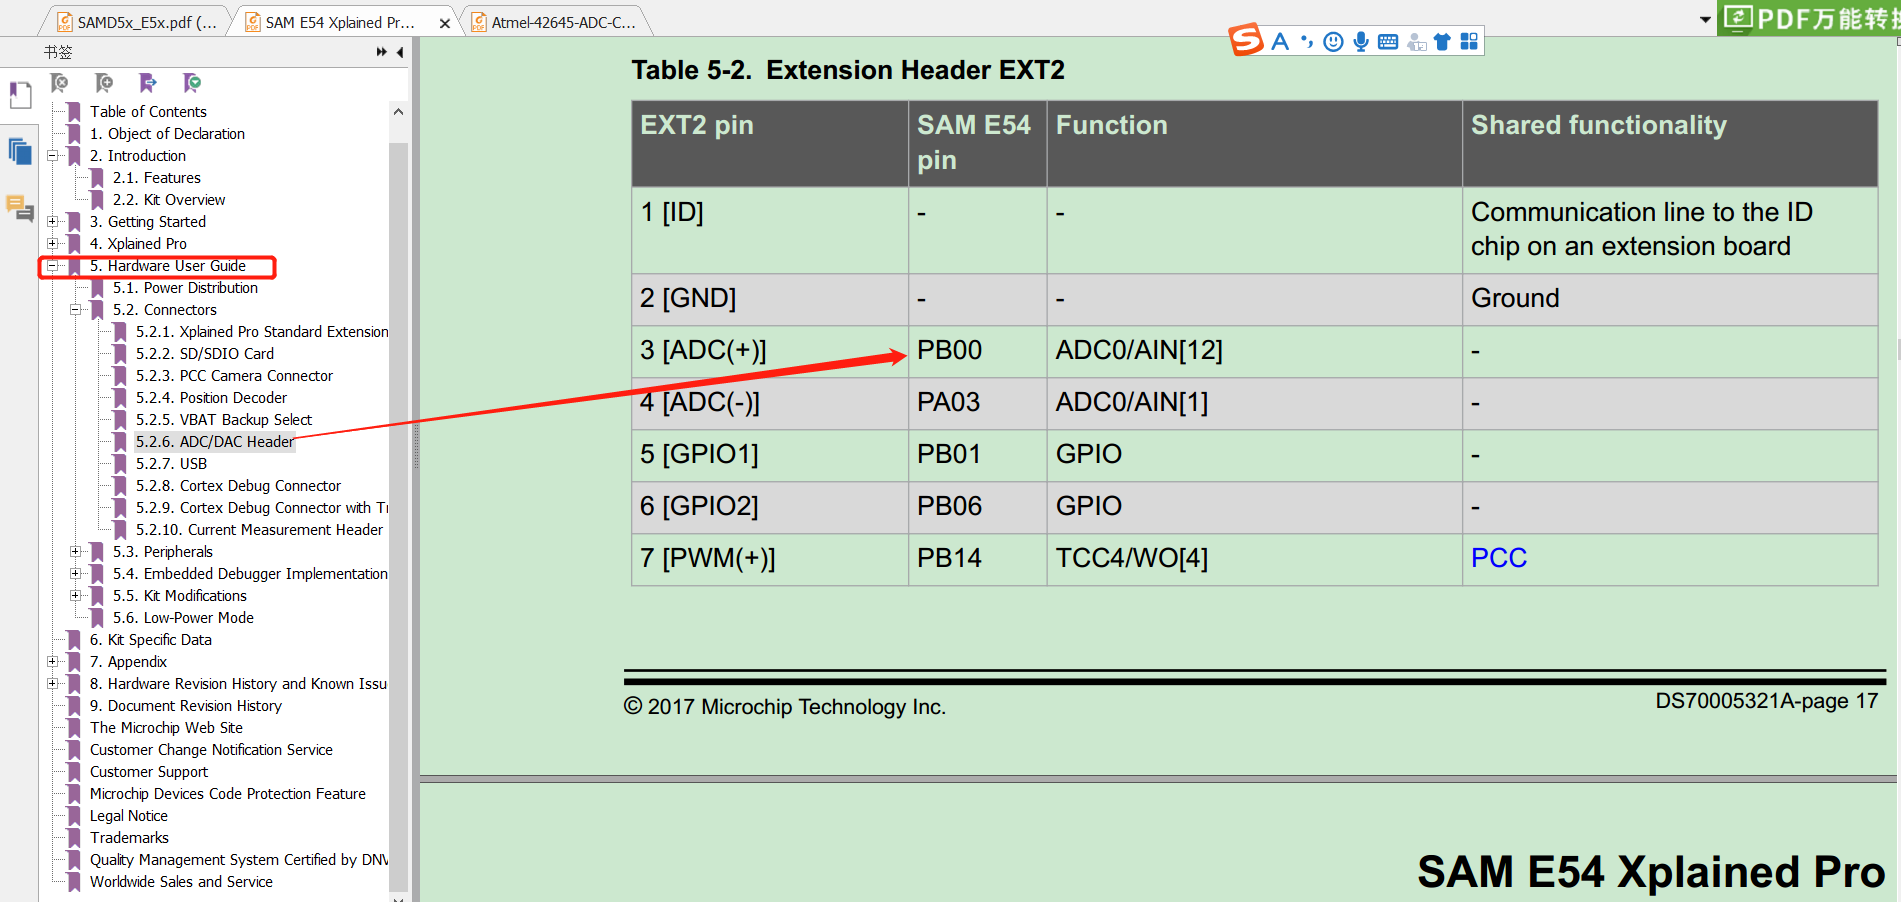 SAMD5x_E5x.pdf (...
SAM E54 Xplained Pr...
Atmel-42645-ADC-C...
PDF万能转换
书签
Table of Contents
1. Object of Declaration
2. Introduction
2.1. Features
2.2. Kit Overview
3. Getting Started
4. Xplained Pro
5. Hardware User Guide
5.1. Power Distribution
5.2. Connectors
5.2.1. Xplained Pro Standard Extension
5.2.2. SD/SDIO Card
5.2.3. PCC Camera Connector
5.2.4. Position Decoder
5.2.5. VBAT Backup Select
5.2.6. ADC/DAC Header
5.2.7. USB
5.2.8. Cortex Debug Connector
5.2.9. Cortex Debug Connector with Tr
5.2.10. Current Measurement Header
5.3. Peripherals
5.4. Embedded Debugger Implementation
5.5. Kit Modifications
5.6. Low-Power Mode
6. Kit Specific Data
7. Appendix
8. Hardware Revision History and Known Issu
9. Document Revision History
The Microchip Web Site
Customer Change Notification Service
Customer Support
Microchip Devices Code Protection Feature
Legal Notice
Trademarks
Quality Management System Certified by DNV
Worldwide Sales and Service
Table 5-2. Extension Header EXT2
EXT2 pin SAM E54 pin Function Shared functionality
1 [ID] - - Communication line to the ID
chip on an extension board
2 [GND] - - Ground
3 [ADC(+)] PB00 ADC0/AIN[12] -
4 [ADC(-)] PA03 ADC0/AIN[1] -
5 [GPIO1] PB01 GPIO -
6 [GPIO2] PB06 GPIO -
7 [PWM(+)] PB14 TCC4/WO[4] PCC
© 2017 Microchip Technology Inc.
DS70005321A-page 17
SAM E54 Xplained Pro